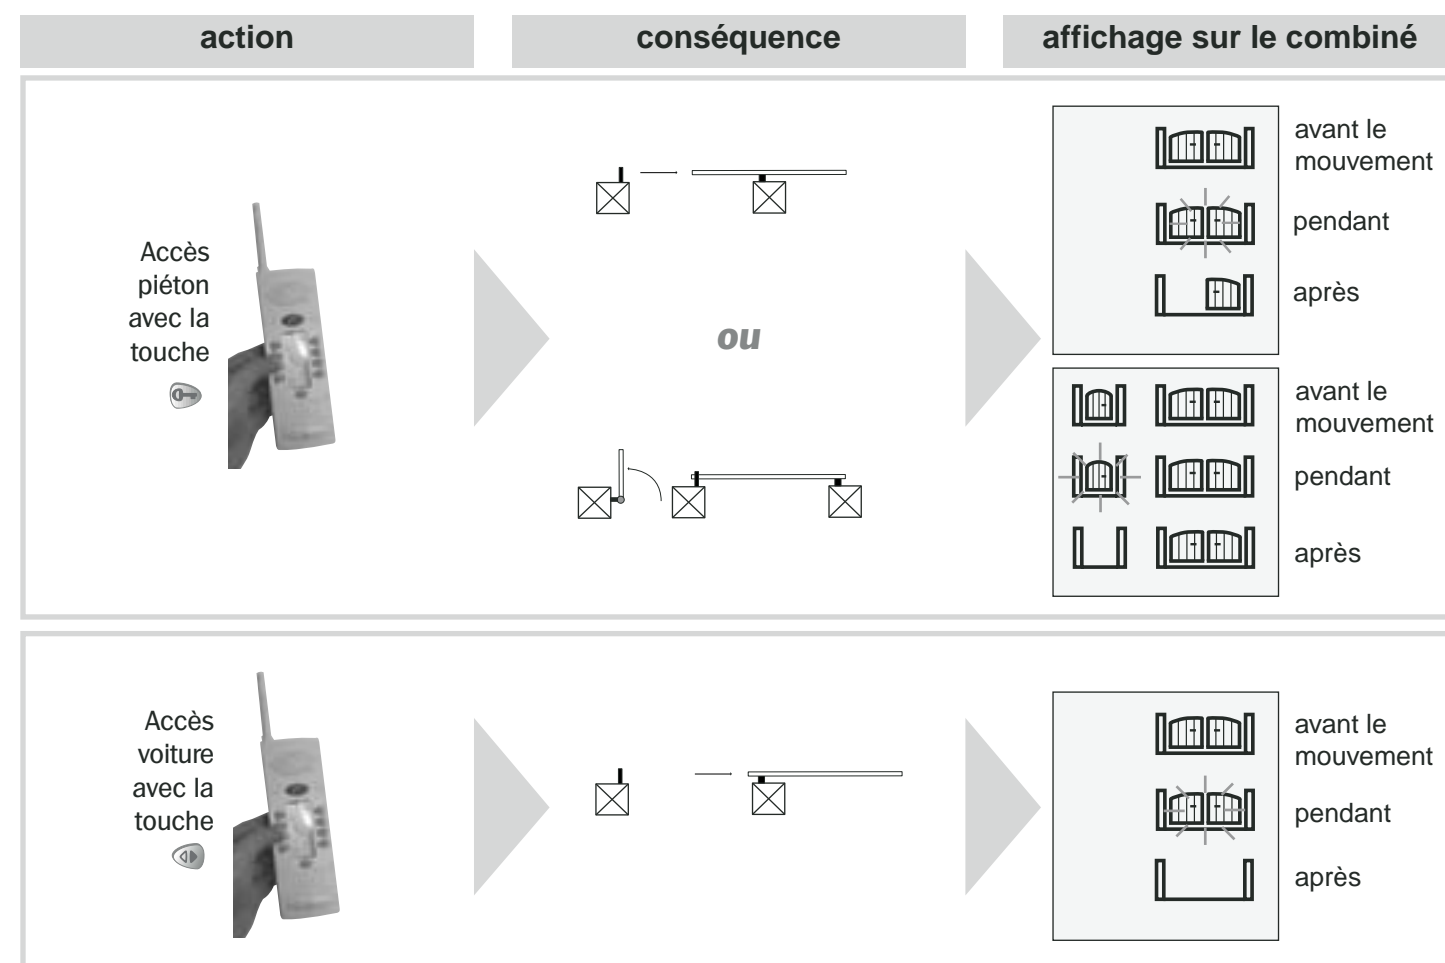 action
conséquence
affichage sur le combiné
Accès
piéton
avec la
touche
ou
avant le
mouvement
pendant
après
avant le
mouvement
pendant
après
Accès
voiture
avec la
touche
avant le
mouvement
pendant
après